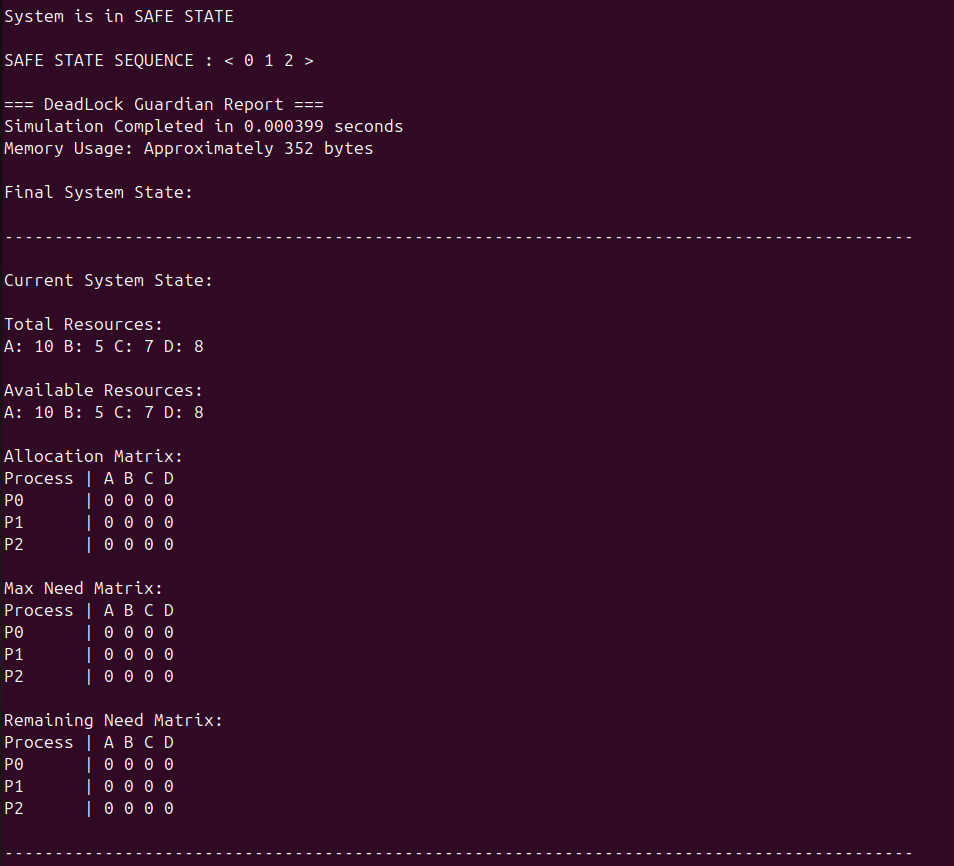 System is in SAFE STATE
SAFE STATE SEQUENCE : < 0 1 2 >
=== DeadLock Guardian Report ===
Simulation Completed in 0.000399 seconds
Memory Usage: Approximately 352 bytes
Final System State:
-------------------------------------------------------------------------------------------
Current System State:
Total Resources:
A: 10 B: 5 C: 7 D: 8
Available Resources:
A: 10 B: 5 C: 7 D: 8
Allocation Matrix:
Process | A B C D
P0      | 0 0 0 0
P1      | 0 0 0 0
P2      | 0 0 0 0
Max Need Matrix:
Process | A B C D
P0      | 0 0 0 0
P1      | 0 0 0 0
P2      | 0 0 0 0
Remaining Need Matrix:
Process | A B C D
P0      | 0 0 0 0
P1      | 0 0 0 0
P2      | 0 0 0 0
-------------------------------------------------------------------------------------------